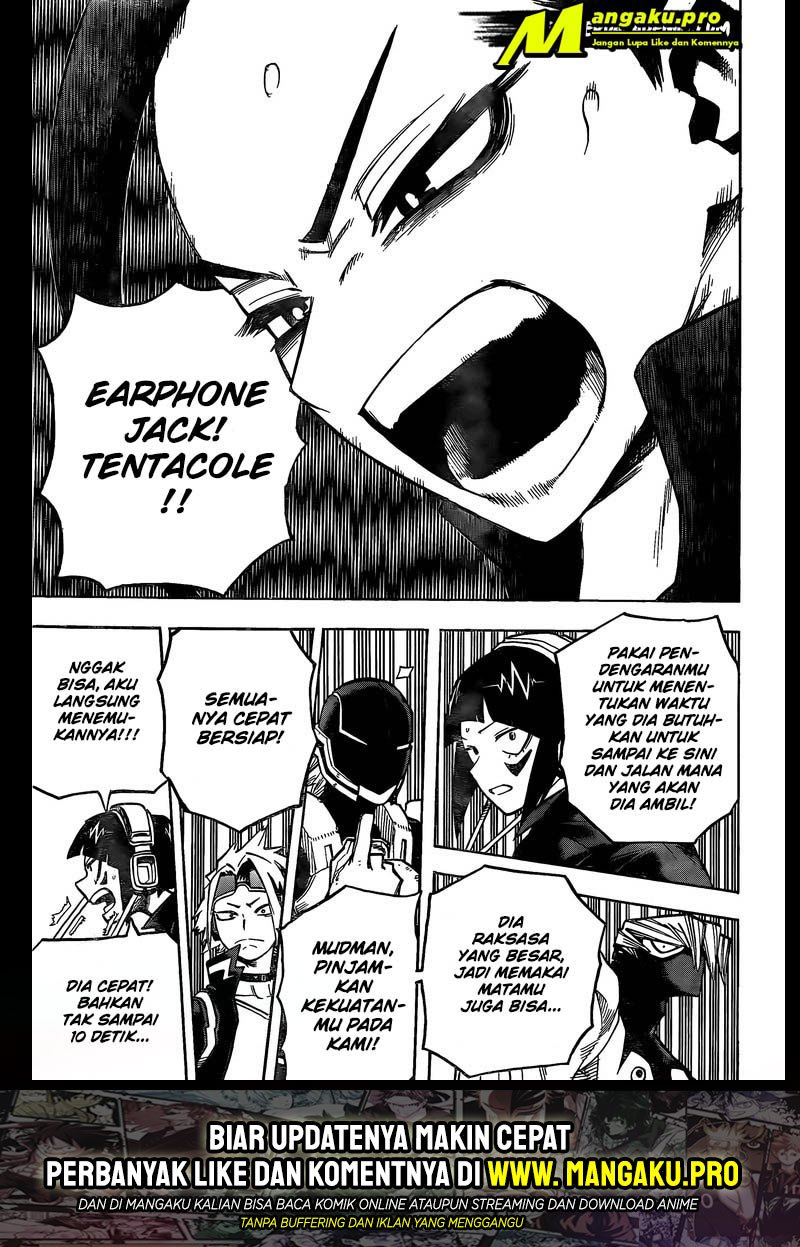 Mangaku.pro
Jangan Lupa Like dan Komennya
EARPHONE
JACK!
TENTACOLE
!!
PAKAI PEN-
DENGARANMU
UNTUK MENEN-
TUKAN WAKTU
YANG DIA BUTUH-
KAN UNTUK
SAMPAI KE SINI
DAN JALAN MANA
YANG AKAN
DIA AMBIL!
DIA
RAKSASA
YANG BESAR,
JADI MEMAKAI
MATAMU
JUGA BISA...
SEMUA-
NYA CEPAT
BERSIAP!
MUDMAN,
PINJAM-
KAN
KEKUATAN-
MU PADA
KAMI!
NGGAK
BISA, AKU
LANGSUNG
MENEMU-
KANNYA!!!
DIA CEPAT!
BAHKAN
TAK SAMPAI
10 DETIK...
BIAR UPDATENYA MAKIN CEPAT
PERBANYAK LIKE DAN KOMENTNYA DI WWW. MANGAKU.PRO
DAN DI MANGAKU KALIAN BISA BACA KOMIK ONLINE ATAUPUN STREAMING DAN DOWNLOAD ANIME
TANPA BUFFERING DAN IKLAN YANG MENGGANGU